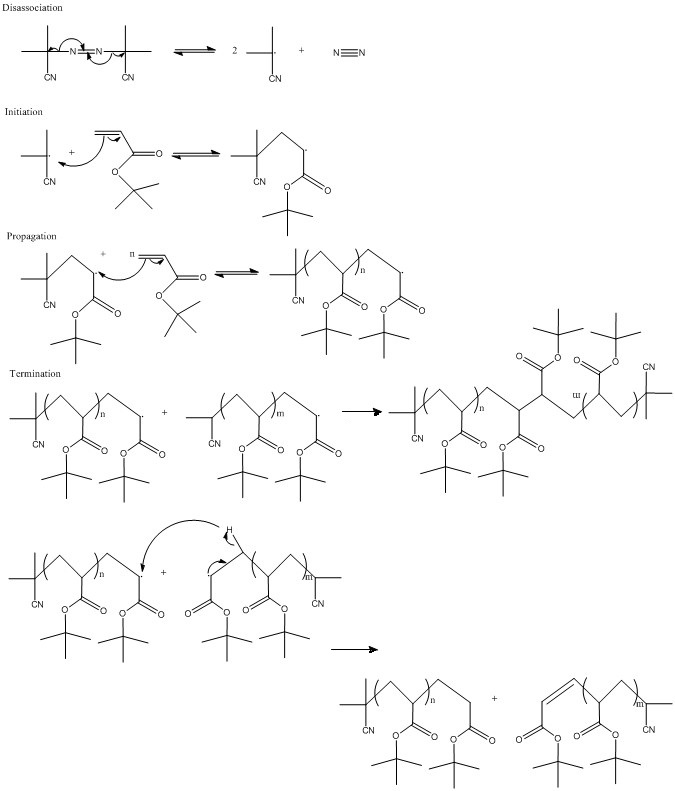 Disassociation
N N 2 + N N
CN CN CN
Initiation
+
CN O CN
O O O
Propagation
+ n n
CN O CN O O
O O O O
Termination
O O
O O CN
n + m n m
CN CN CN
O O O O O O
O O O O O O
H
n + m
CN CN
O O O O
O O O O
n + m
CN CN
O O O O
O O O O